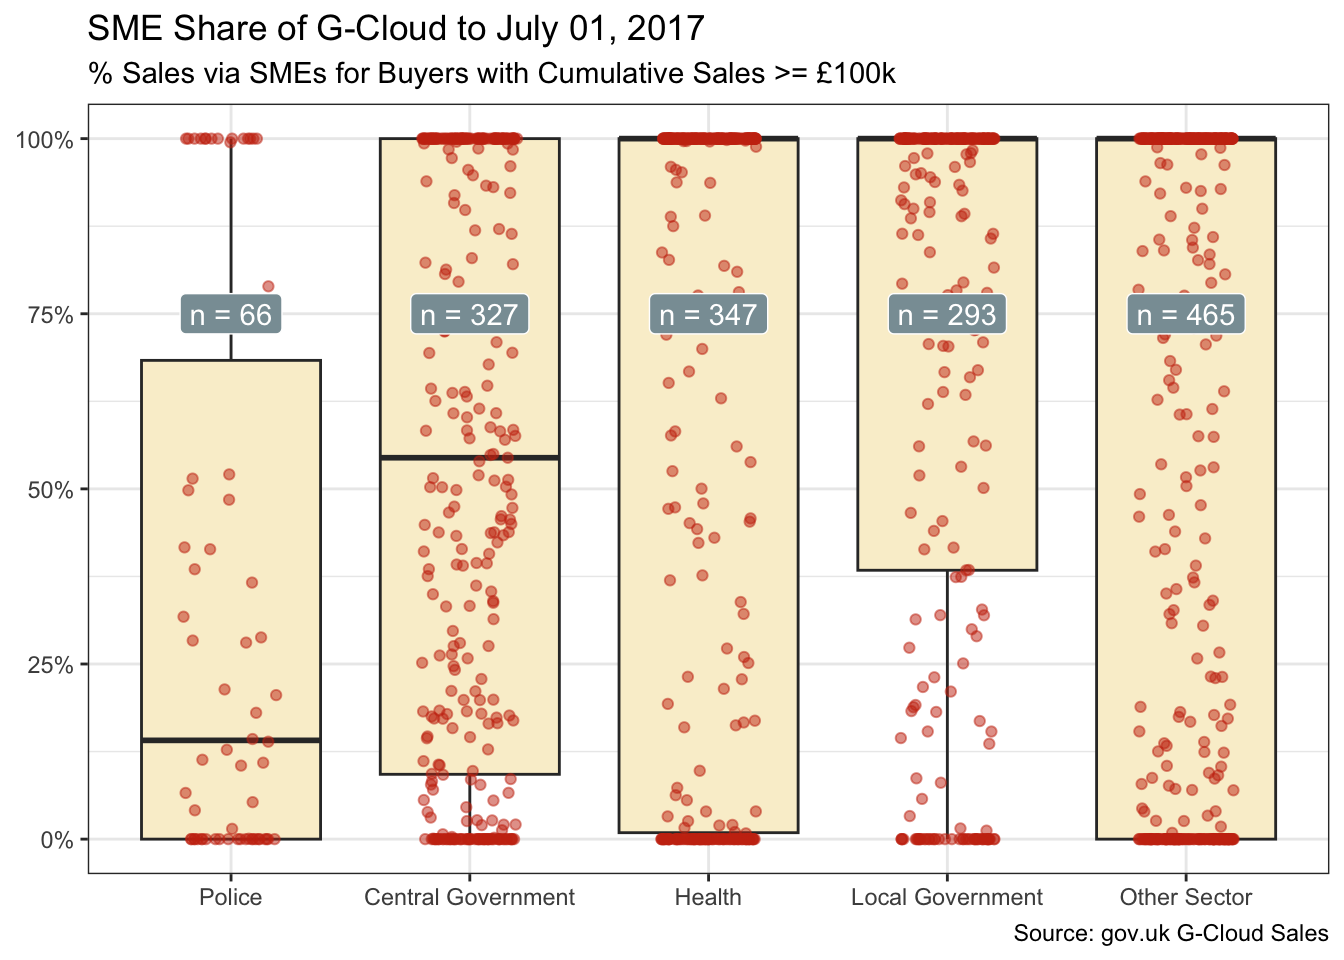 SME Share of G-Cloud to July 01, 2017
% Sales via SMEs for Buyers with Cumulative Sales >= £100k
100%
75%
50%
25%
0%
n = 66
n = 327
n = 347
n = 293
n = 465
Police
Central Government
Health
Local Government
Other Sector
Source: gov.uk G-Cloud Sales